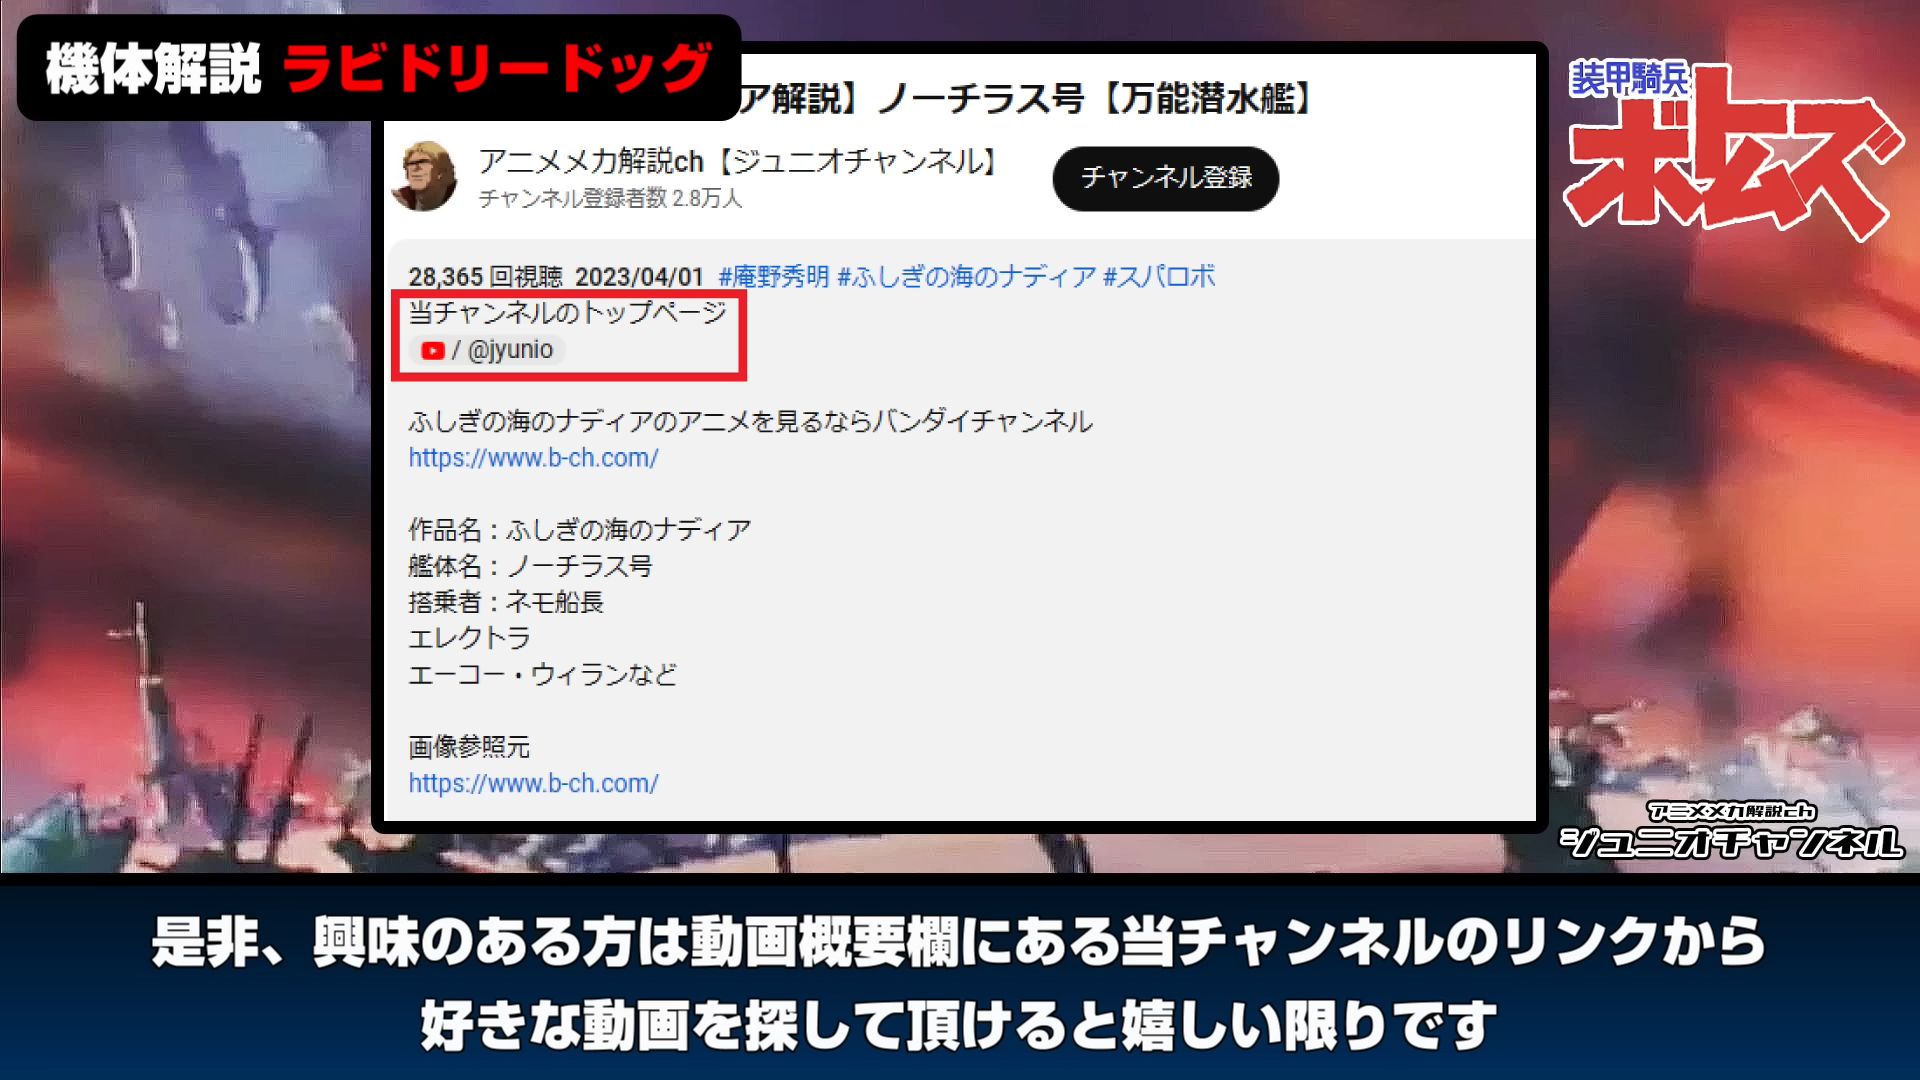 機体解説 ラビドリードッグ
ア解説】ノーチラス号【万能潜水艦】
装甲騎兵
ボトムズ
アニメメカ解説ch【ジュニオチャンネル】
チャンネル登録者数 2.8万人
チャンネル登録
28,365 回視聴 2023/04/01 #庵野秀明 #ふしぎの海のナディア #スパロボ
当チャンネルのトップページ
/ @jyunio
ふしぎの海のナディアのアニメを見るならバンダイチャンネル
https://www.b-ch.com/
作品名：ふしぎの海のナディア
艦体名：ノーチラス号
搭乗者：ネモ船長
エレクトラ
エーコー・ウィランなど
画像参照元
https://www.b-ch.com/
アニメメカ解説ch
ジュニオチャンネル
是非、興味のある方は動画概要欄にある当チャンネルのリンクから
好きな動画を探して頂けると嬉しい限りです